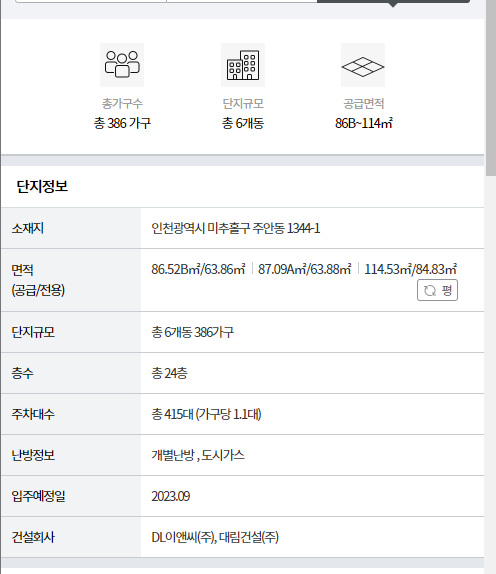 총가구수
단지규모
공급면적
총 386 가구
총 6개동
86B~114㎡
단지정보
소재지
인천광역시 미추홀구 주안동 1344-1
면적
(공급/전용)
86.52B㎡/63.86㎡
87.09A㎡/63.88㎡
114.53㎡/84.83㎡
평
단지규모
총 6개동 386가구
층수
총 24층
주차대수
총 415대 (가구당 1.1대)
난방정보
개별난방 , 도시가스
입주예정일
2023.09
건설회사
DL이앤씨(주), 대림건설(주)